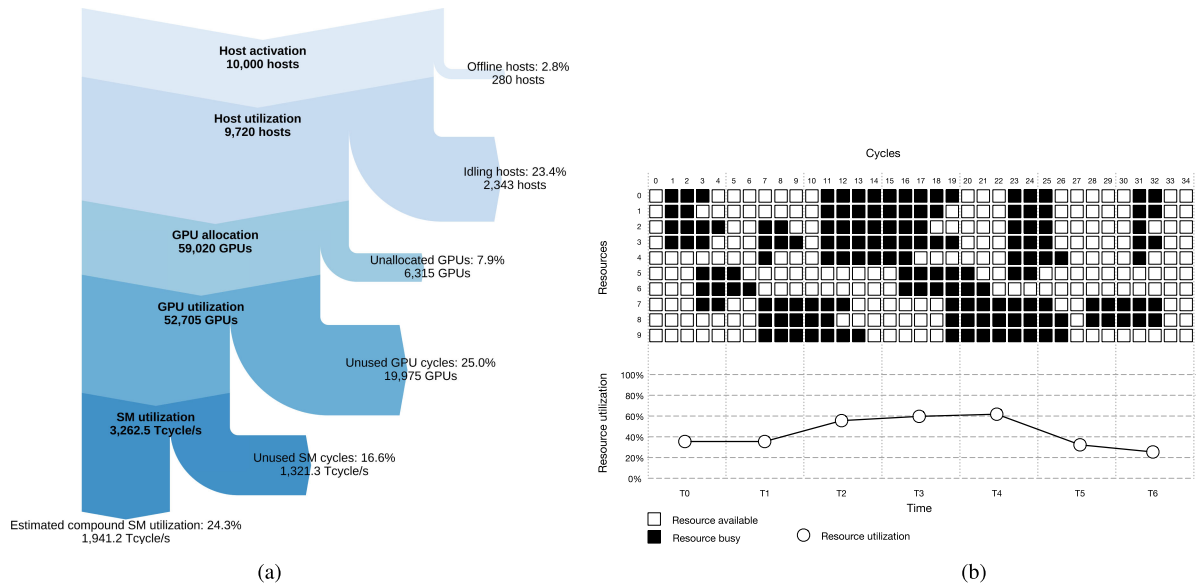 Host activation
10,000 hosts
Offline hosts: 2.8%
280 hosts
Host utilization
9,720 hosts
Idling hosts: 23.4%
2,343 hosts
GPU allocation
59,020 GPUs
Unallocated GPUs: 7.9%
6,315 GPUs
GPU utilization
52,705 GPUs
Unused GPU cycles: 25.0%
19,975 GPUs
SM utilization
3,262.5 Tcycle/s
Unused SM cycles: 16.6%
1,321.3 Tcycle/s
Estimated compound SM utilization: 24.3%
1,941.2 Tcycle/s
(a)
Cycles
0 1 2 3 4 5 6 7 8 9 10 11 12 13 14 15 16 17 18 19 20 21 22 23 24 25 26 27 28 29 30 31 32 33 34
Resources
0
1
2
3
4
5
6
7
8
9
Resource utilization
100%
80%
60%
40%
20%
0%
T0 T1 T2 T3 T4 T5 T6
Time
Resource available
Resource busy
Resource utilization
(b)